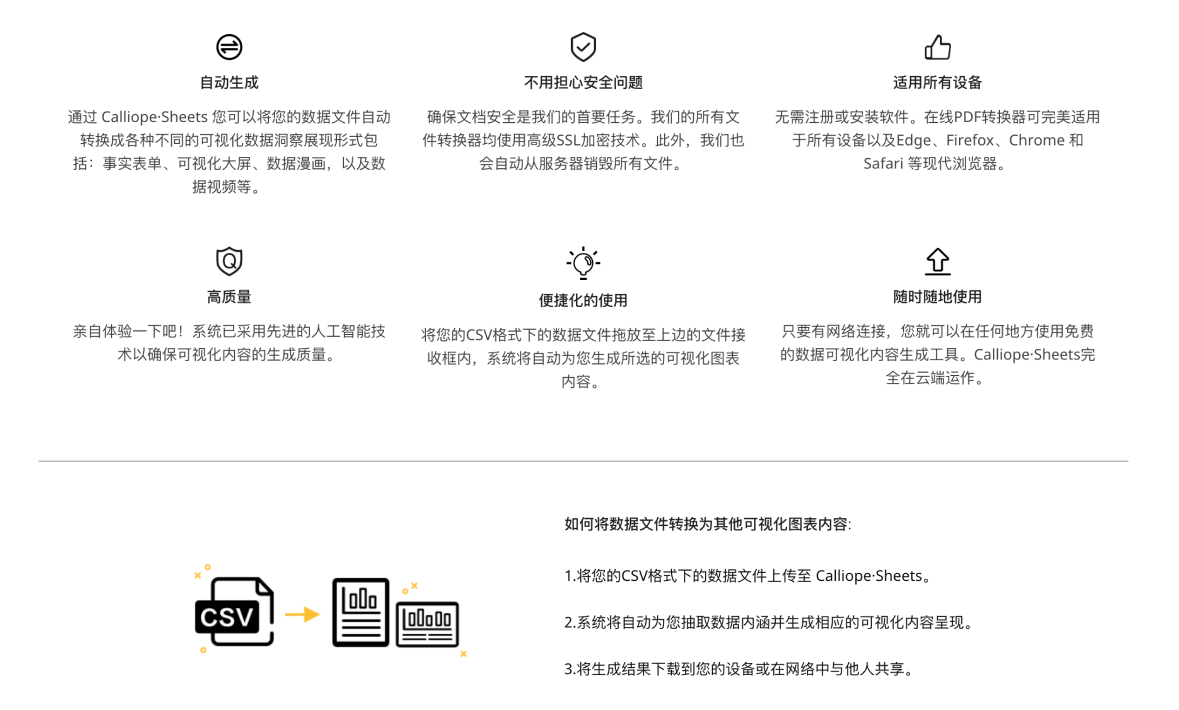 自动生成
通过 Calliope·Sheets 您可以将您的数据文件自动
转换成各种不同的可视化数据洞察展现形式包
括：事实表单、可视化大屏、数据漫画，以及数
据视频等。
不用担心安全问题
确保文档安全是我们的首要任务。我们的所有文
件转换器均使用高级SSL加密技术。此外，我们也
会自动从服务器销毁所有文件。
适用所有设备
无需注册或安装软件。在线PDF转换器可完美适用
于所有设备以及Edge、Firefox、Chrome 和
Safari 等现代浏览器。
Q
高质量
亲自体验一下吧！系统已采用先进的人工智能技
术以确保可视化内容的生成质量。
便捷化的使用
将您的CSV格式下的数据文件拖放至上边的文件接
收框内，系统将自动为您生成所选的可视化图表
内容。
随时随地使用
只要有网络连接，您就可以在任何地方使用免费
的数据可视化内容生成工具。Calliope·Sheets完
全在云端运作。
CSV
如何将数据文件转换为其他可视化图表内容:
1.将您的CSV格式下的数据文件上传至 Calliope·Sheets。
2.系统将自动为您抽取数据内涵并生成相应的可视化内容呈现。
3.将生成结果下载到您的设备或在网络中与他人共享。